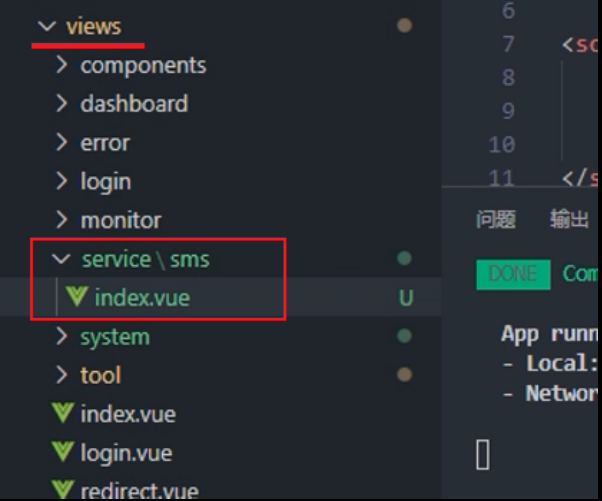 views
components
dashboard
error
login
monitor
service\sms
index.vue U
system
tool
index.vue
login.vue
redirect.vue
6
7 <sc
8
9
10
11 </s
问题 输出
DONE Com
App runn
- Local:
- Networ